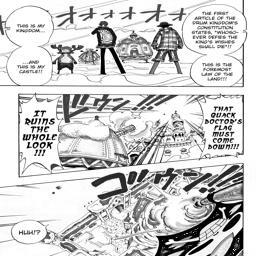 THE FIRST
ARTICLE OF THE
DRUM KINGDOM'S
CONSTITUTION
STATES, "WHOSO-
EVER DEFIES THE
KING'S WISHES
SHALL DIE"!!
THIS IS THE
FOREMOST
LAW OF THE
LAND!!!
THIS IS MY
KINGDOM...
AND
THIS IS MY
CASTLE!!
THAT
QUACK
DOCTOR'S
FLAG
MUST
COME
DOWN!!!
IT
RUINS
THE
WHOLE
LOOK
!!!
HUH!?